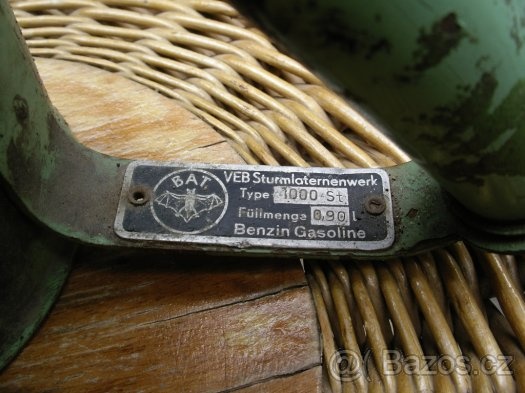 BAT.
VEB Sturmlaternenwerk
Type 1000-St
Füllmenge 0,90 l
Benzin Gasoline
Bazos.cz